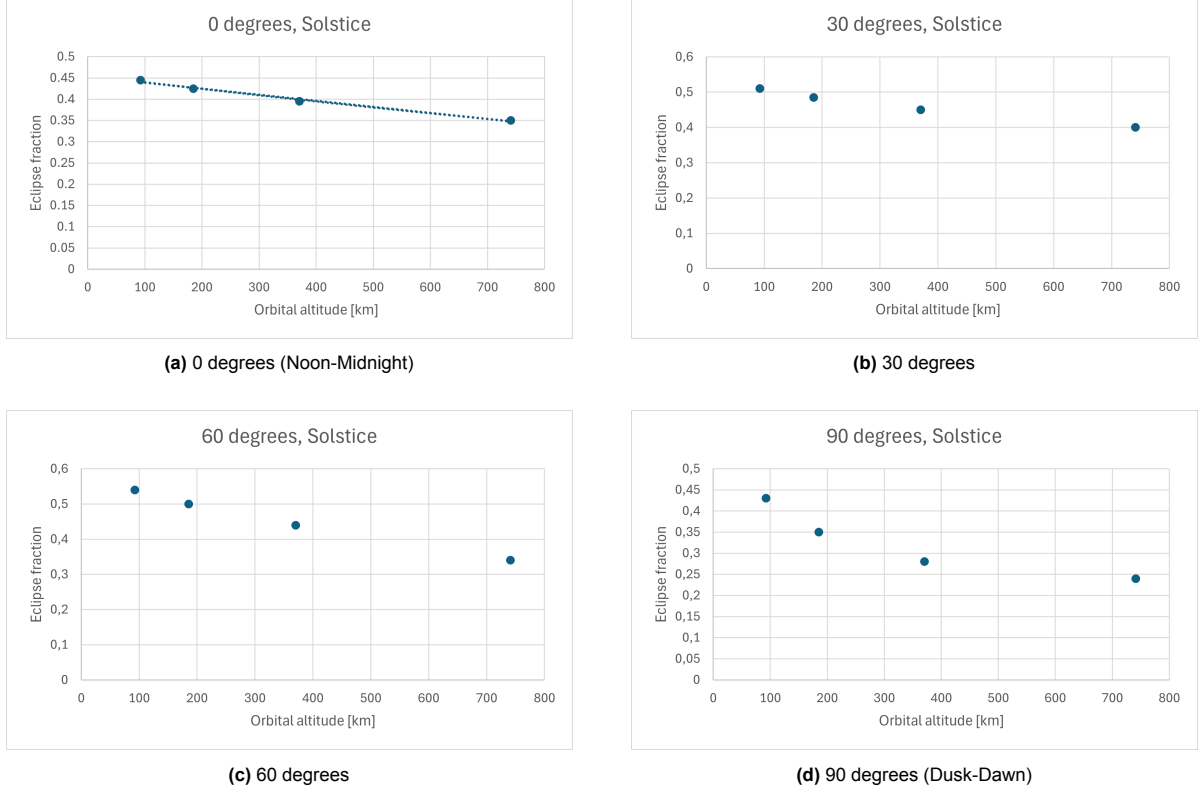 0 degrees, Solstice
Eclipse fraction
0.5
0.45
0.4
0.35
0.3
0.25
0.2
0.15
0.1
0.05
0
0 100 200 300 400 500 600 700 800
Orbital altitude [km]
(a) 0 degrees (Noon-Midnight)
30 degrees, Solstice
Eclipse fraction
0,6
0,5
0,4
0,3
0,2
0,1
0
0 100 200 300 400 500 600 700 800
Orbital altitude [km]
(b) 30 degrees
60 degrees, Solstice
Eclipse fraction
0,6
0,5
0,4
0,3
0,2
0,1
0
0 100 200 300 400 500 600 700 800
Orbital altitude [km]
(c) 60 degrees
90 degrees, Solstice
Eclipse fraction
0,5
0,45
0,4
0,35
0,3
0,25
0,2
0,15
0,1
0,05
0
0 100 200 300 400 500 600 700 800
Orbital altitude [km]
(d) 90 degrees (Dusk-Dawn)